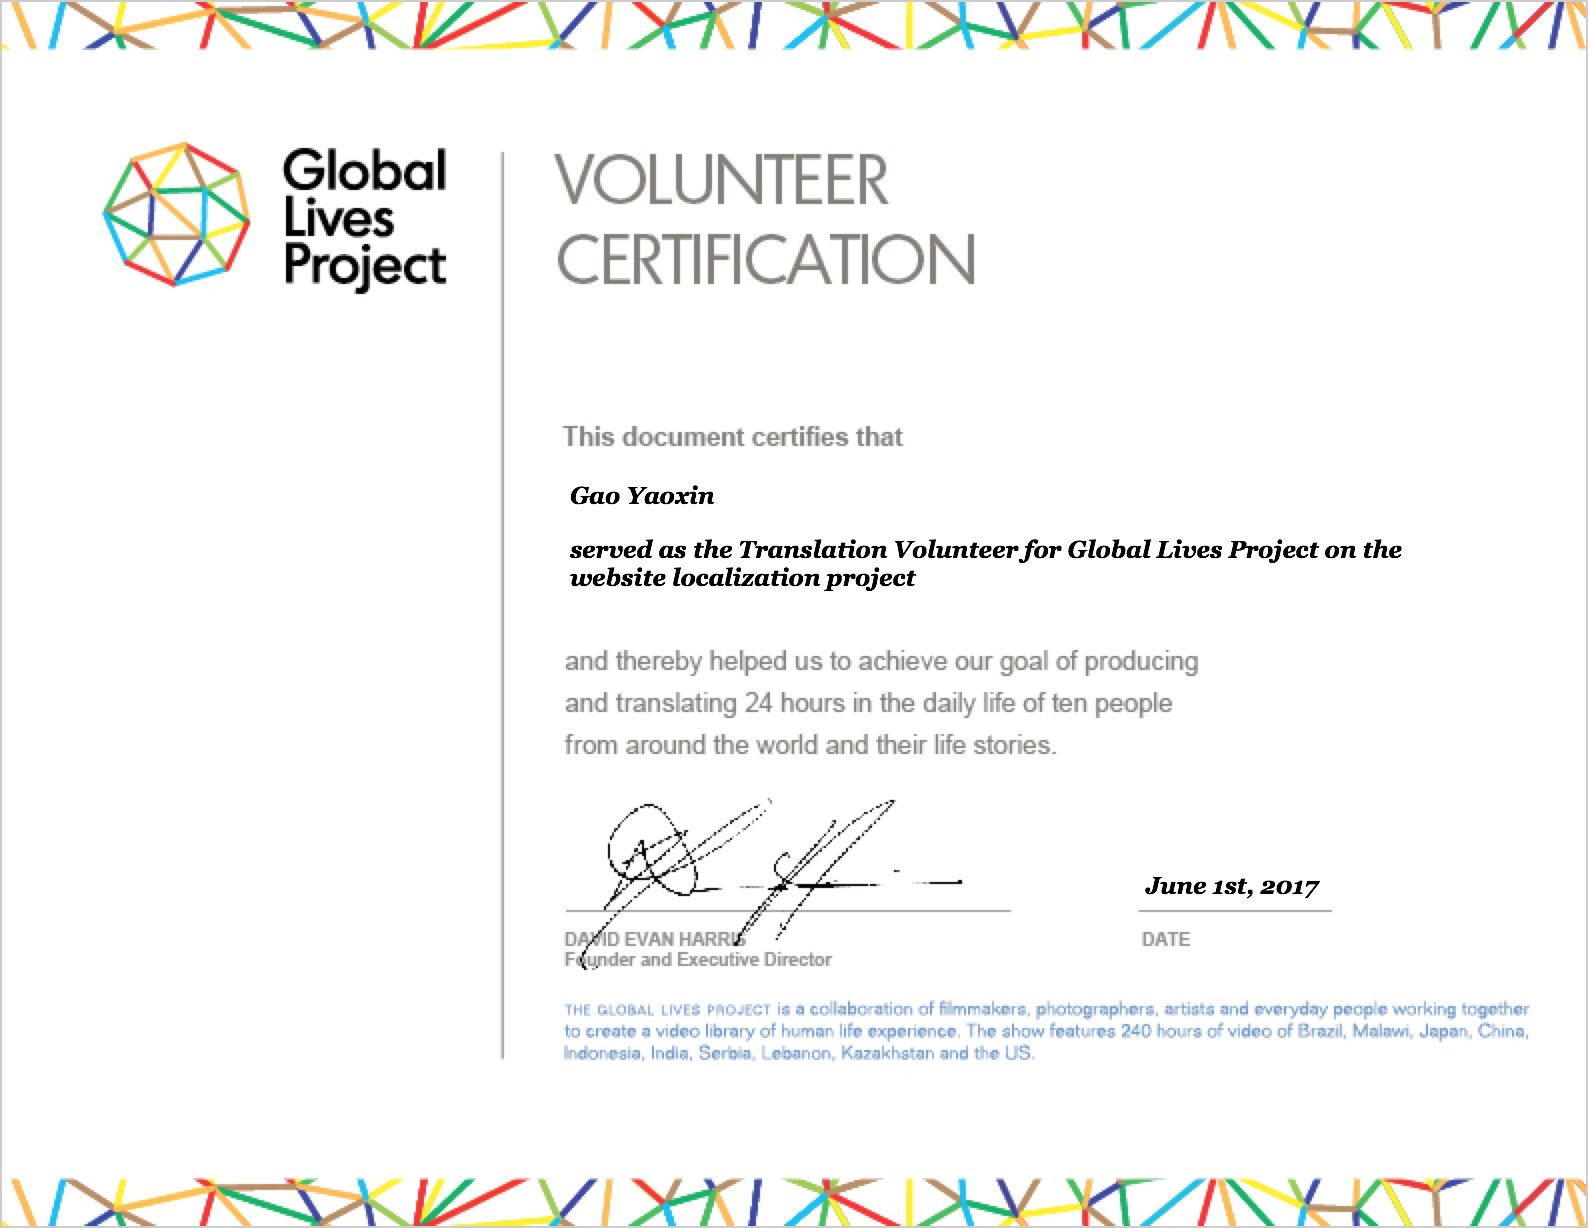 Global
Lives
Project
VOLUNTEER
CERTIFICATION
This document certifies that
Gao Yaoxin
served as the Translation Volunteer for Global Lives Project on the
website localization project
and thereby helped us to achieve our goal of producing
and translating 24 hours in the daily life of ten people
from around the world and their life stories.
June 1st, 2017
DAVID EVAN HARRIS
DATE
Founder and Executive Director
THE GLOBAL LIVES PROJECT is a collaboration of filmmakers, photographers, artists and everyday people working together
to create a video library of human life experience. The show features 240 hours of video of Brazil, Malawi, Japan, China,
Indonesia, India, Serbia, Lebanon, Kazakhstan and the US.